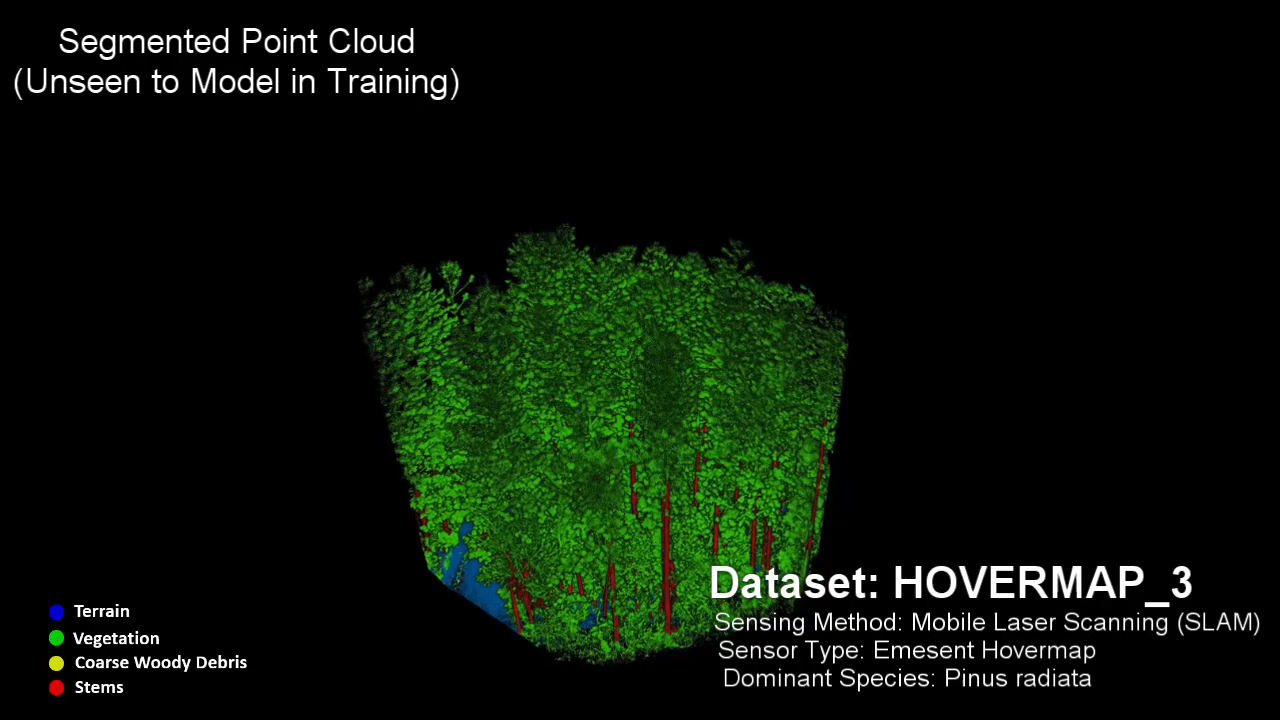 Segmented Point Cloud
(Unseen to Model in Training)
Dataset: HOVERMAP_3
Sensing Method: Mobile Laser Scanning (SLAM)
Sensor Type: Emesent Hovermap
Dominant Species: Pinus radiata
Terrain
Vegetation
Coarse Woody Debris
Stems